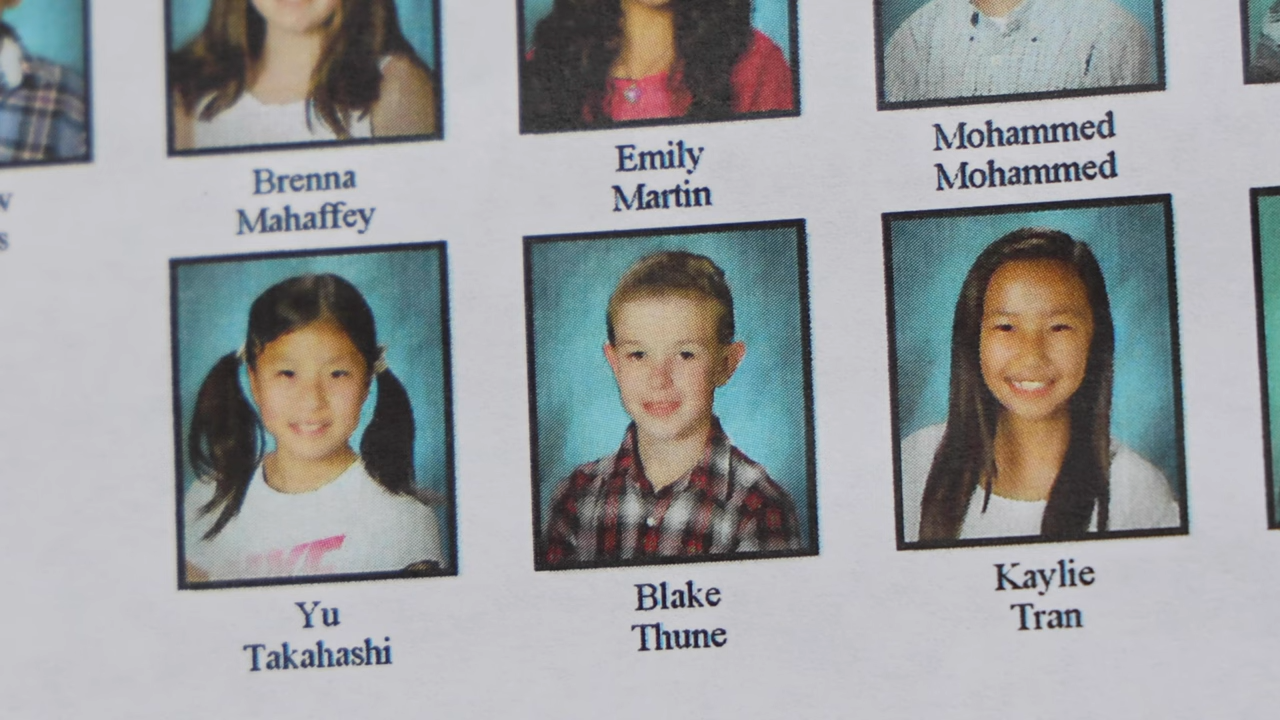 Brenna
Mahaffey
Emily
Martin
Mohammed
Mohammed
Yu
Takahashi
Blake
Thune
Kaylie
Tran